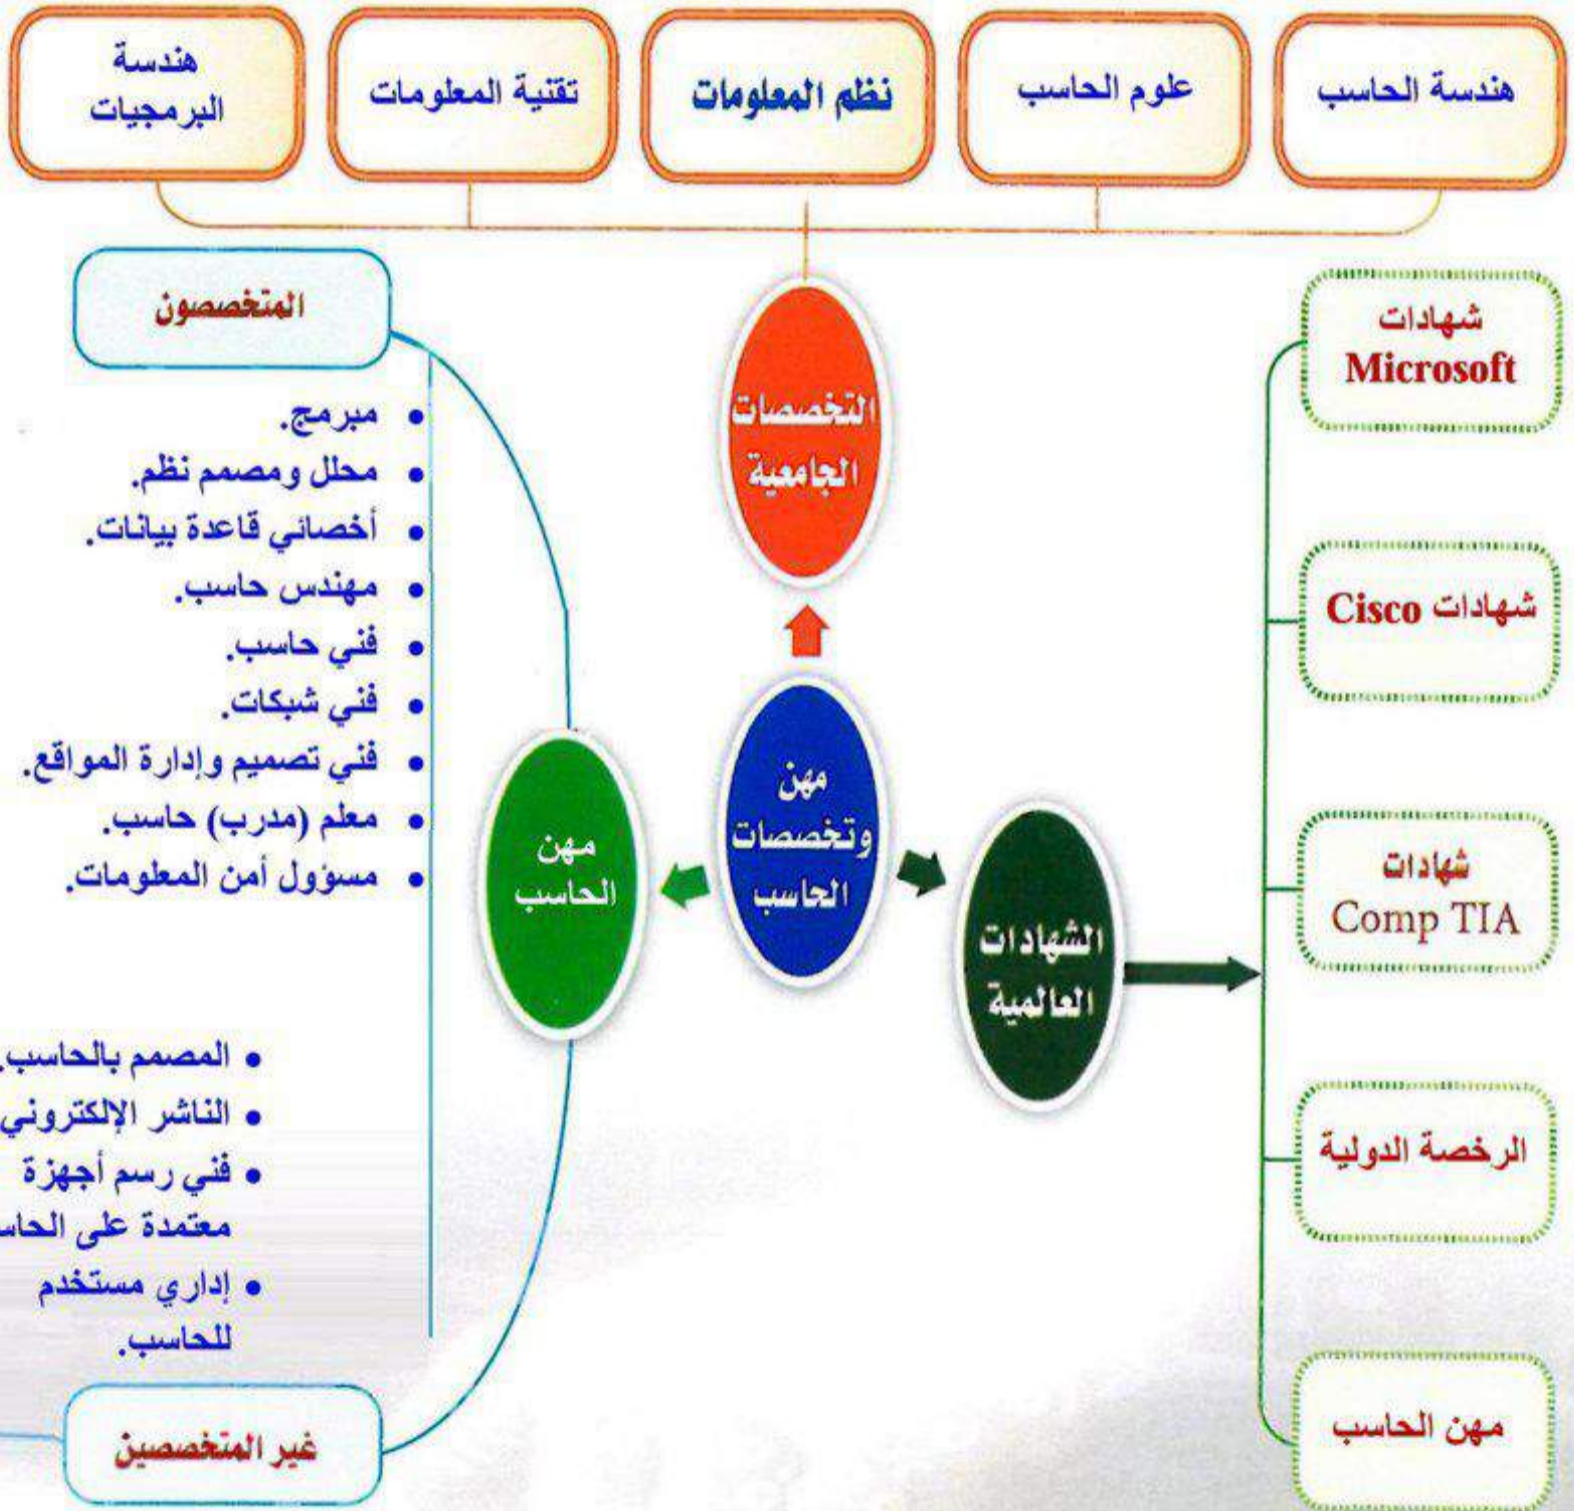 هندسة الحاسب
علوم الحاسب
نظم المعلومات
تقنية المعلومات
هندسة
البرمجيات
التخصصات
الجامعية
مهن
وتخصصات
الحاسب
الشهادات
العالمية
شهادات
Microsoft
شهادات Cisco
شهادات
Comp TIA
الرخصة الدولية
مهن الحاسب
مهن
الحاسب
المتخصصون
• مبرمج.
• محلل ومصمم نظم.
• أخصائي قاعدة بيانات.
• مهندس حاسب.
• فني حاسب.
• فني شبكات.
• فني تصميم وإدارة المواقع.
• معلم (مدرب) حاسب.
• مسؤول أمن المعلومات.
• المصمم بالحاسب.
• الناشر الإلكتروني
• فني رسم أجهزة
معتمدة على
• إداري مستخدم
للحاسب.
غير المتخصصين